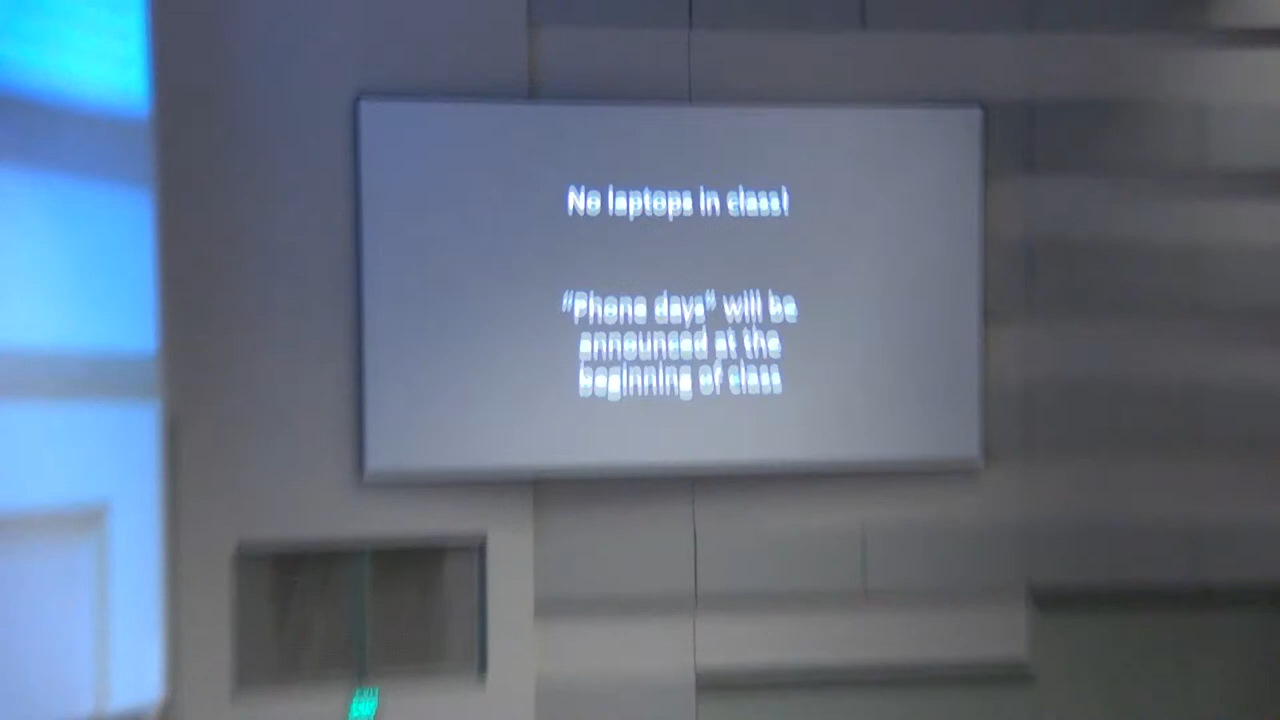 No laptops in class!
"Phone days" will be
announced at the
beginning of class